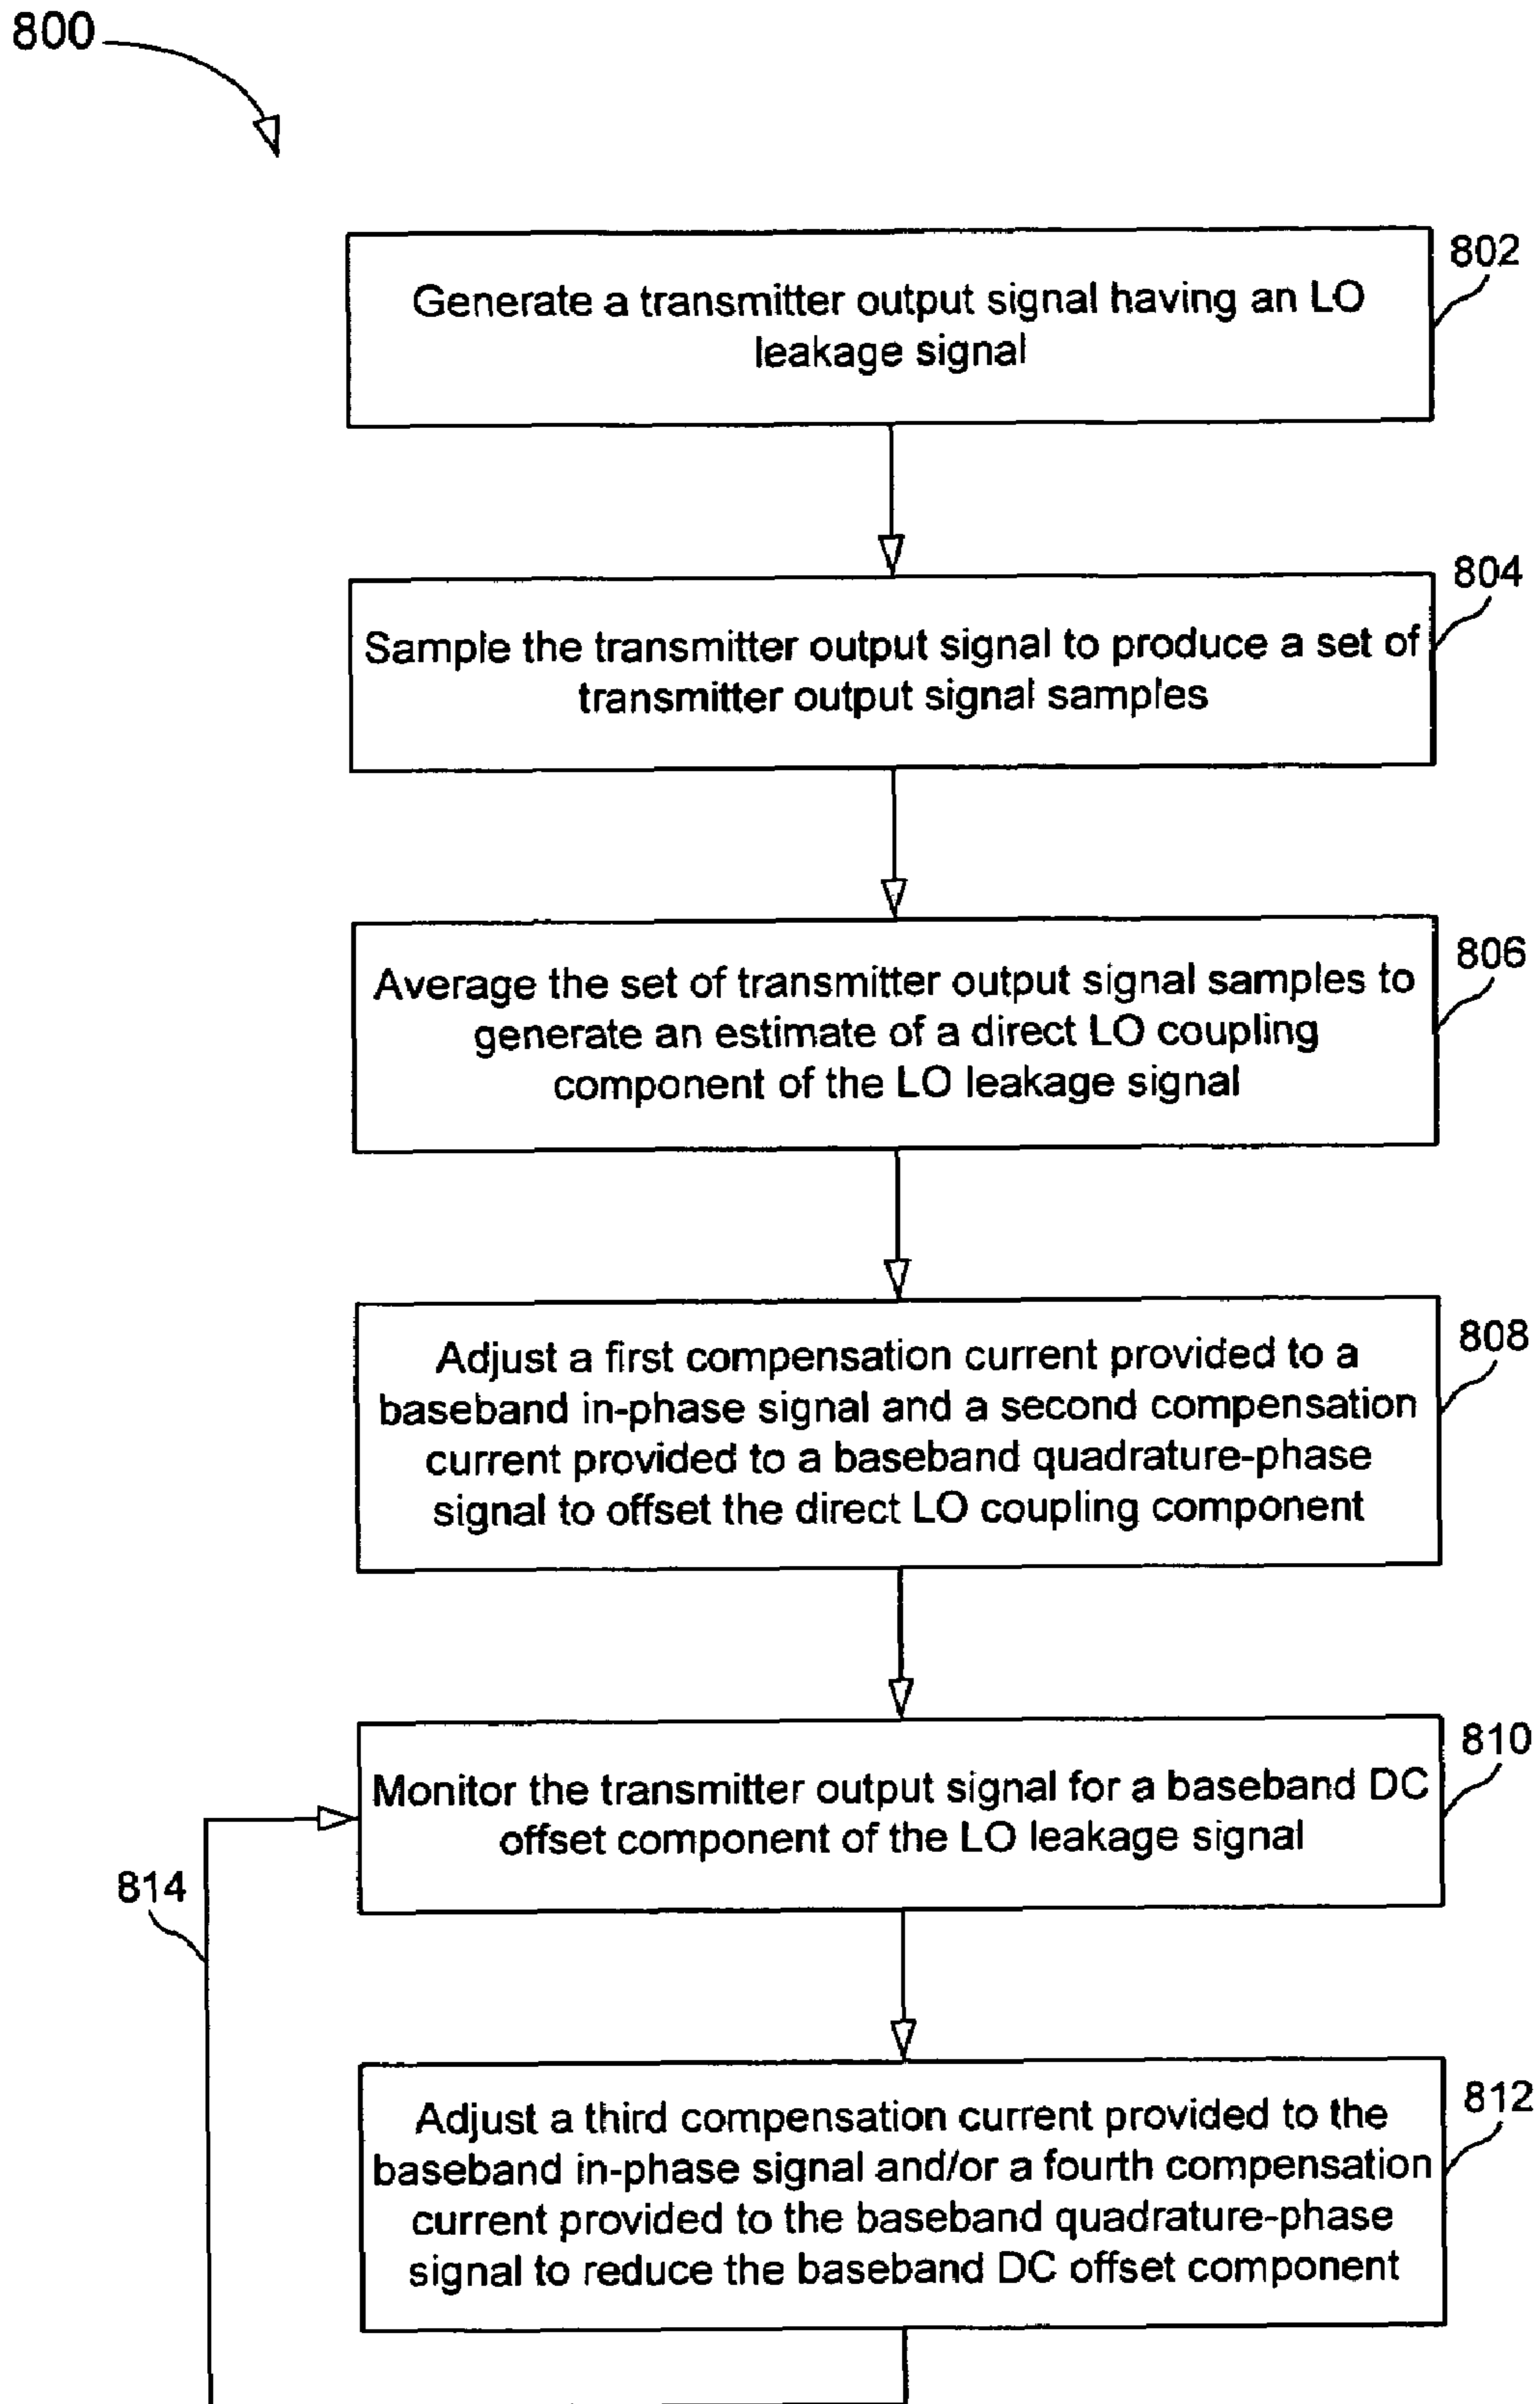 800
802
Generate a transmitter output signal having an LO
leakage signal
804
Sample the transmitter output signal to produce a set of
transmitter output signal samples
806
Average the set of transmitter output signal samples to
generate an estimate of a direct LO coupling
component of the LO leakage signal
808
Adjust a first compensation current provided to a
baseband in-phase signal and a second compensation
current provided to a baseband quadrature-phase
signal to offset the direct LO coupling component
810
Monitor the transmitter output signal for a baseband DC
offset component of the LO leakage signal
814
812
Adjust a third compensation current provided to the
baseband in-phase signal and/or a fourth compensation
current provided to the baseband quadrature-phase
signal to reduce the baseband DC offset component